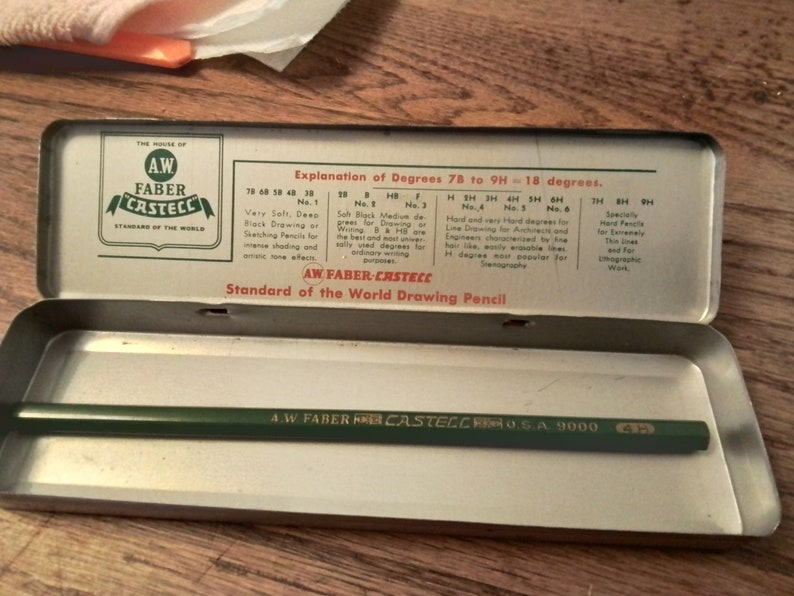 THE HOUSE OF
A.W.
FABER
"CASTELL"
STANDARD OF THE WORLD
Explanation of Degrees 7B to 9H = 18 degrees.
7B 6B 5B 4B 3B
No. 1
Very Soft, Deep
Black Drawing or
Sketching Pencils for
intense shading and
artistic tone effects.
2B B HB F
No. 2 No. 3
Soft Black Medium de-
grees for Drawing or
Writing. B & HB are
the best and most univer-
sally used degrees for
ordinary writing
purposes.
H 2H 3H 4H 5H 6H
No. 4 No. 5 No. 6
Hard and very Hard degrees for
Line Drawing for Architects and
Engineers characterized by fine
hair like, easily erasable lines.
H degree most popular for
Stenography.
7H 8H 9H
Specially
Hard Pencils
for Extremely
Thin Lines
and For
Lithographic
Work.
A.W. FABER-CASTELL
Standard of the World Drawing Pencil
A.W. FABER CASTELL U.S.A. 9000 4H